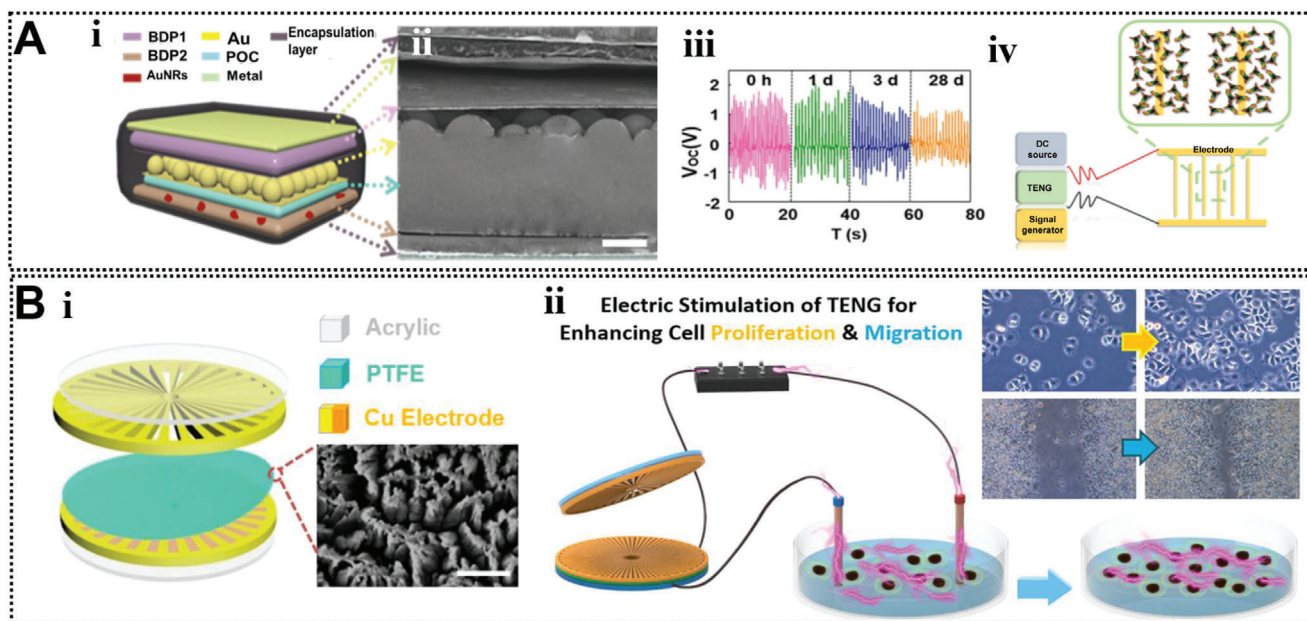 A
i
BDP1
Au
Encapsulation
layer
BDP2
POC
AuNRs
Metal
ii
iii
0 h
1 d
3 d
28 d
Voc(V)
2
1
0
-1
-2
0
20
40
60
80
T (s)
iv
DC
source
TENG
Signal
generator
Electrode
B
i
Acrylic
PTFE
Cu Electrode
ii
Electric Stimulation of TENG for
Enhancing Cell Proliferation & Migration